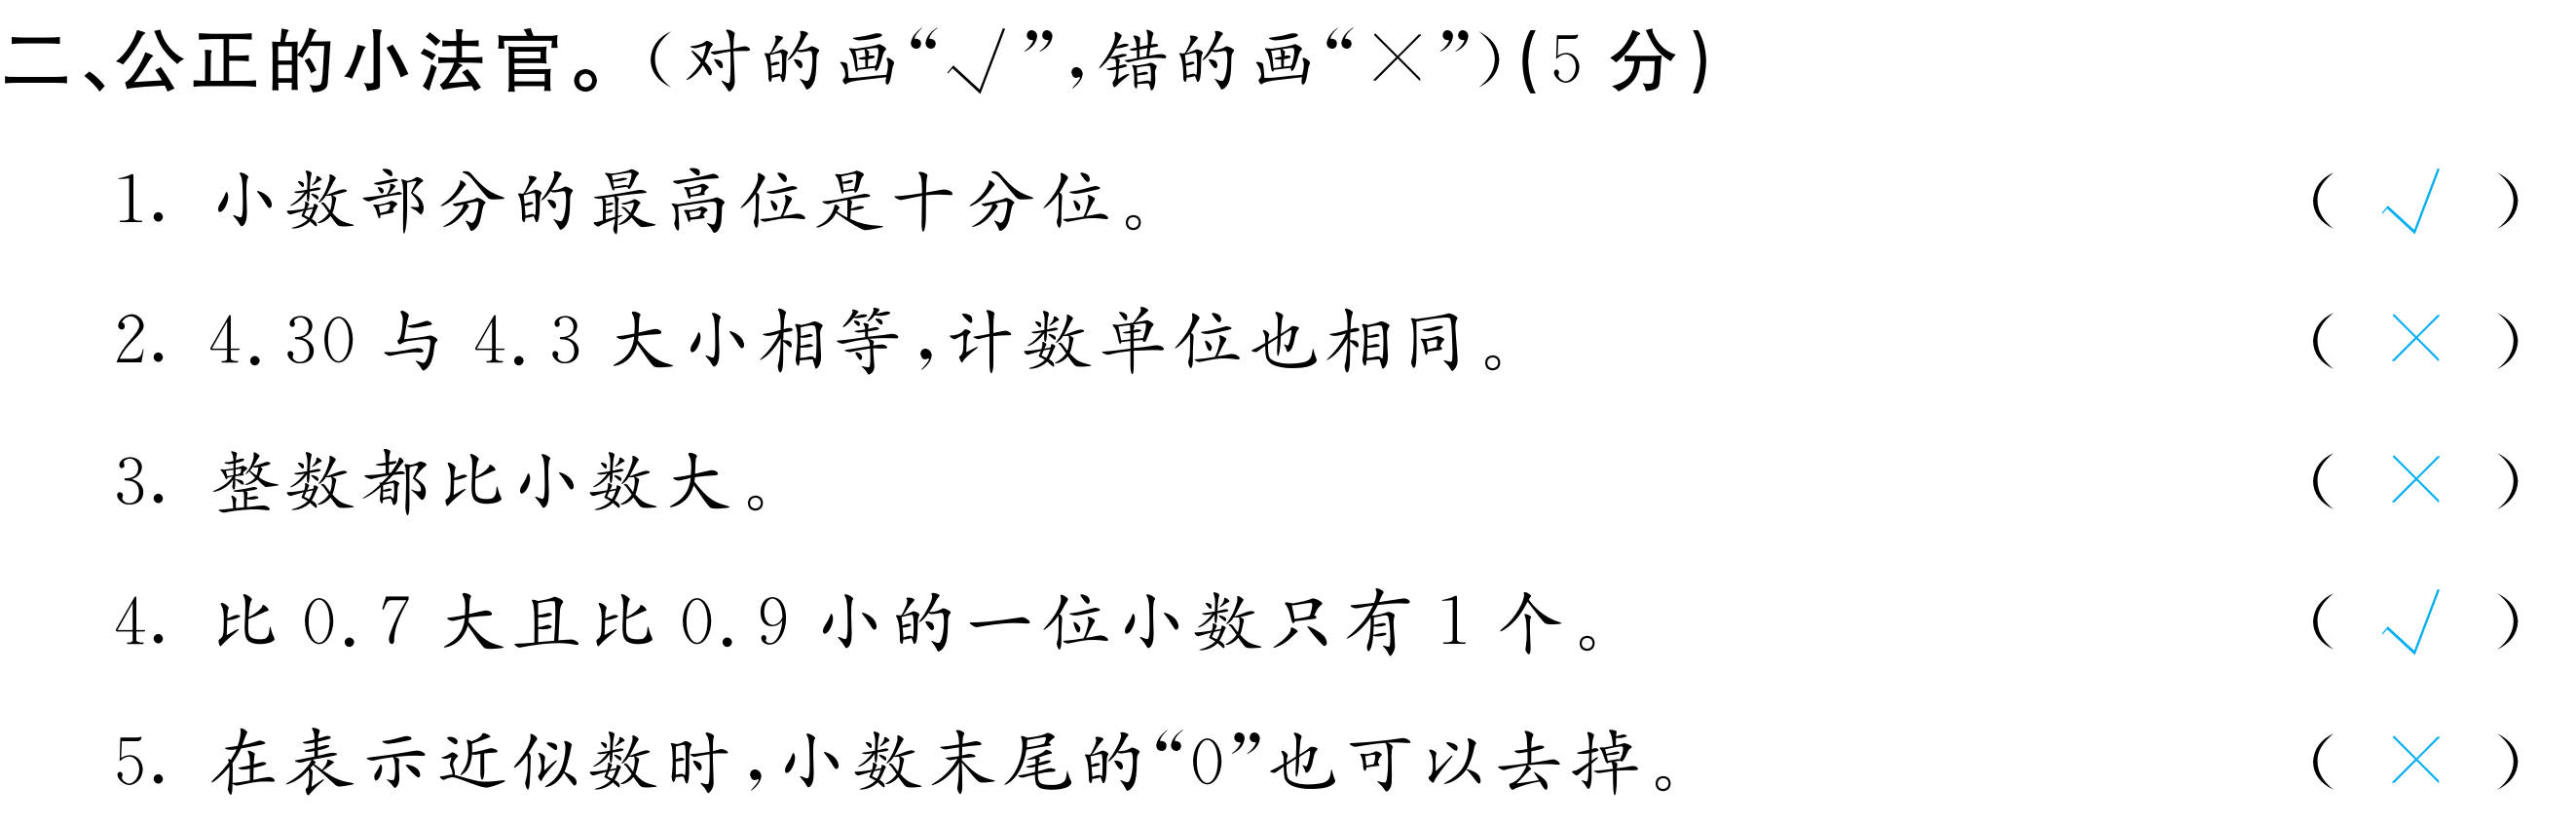 二、公正的小法官。(对的画“√”,错的画“×”)(5 分)
1. 小数部分的最高位是十分位。 ( √ )
2. 4.30 与 4.3 大小相等,计数单位也相同。 ( × )
3. 整数都比小数大。 ( × )
4. 比 0.7 大且比 0.9 小的一位小数只有 1 个。 ( √ )
5. 在表示近似数时,小数末尾的“0”也可以去掉。 ( × )